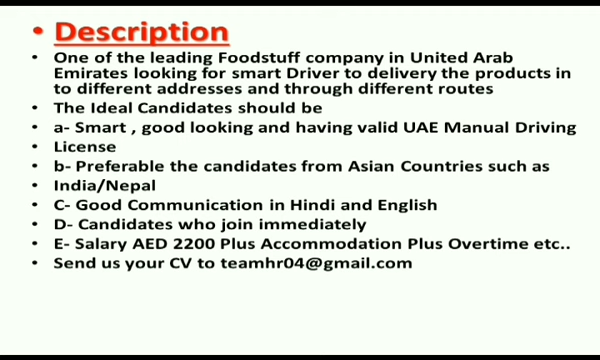 • Description
• One of the leading Foodstuff company in United Arab
Emirates looking for smart Driver to delivery the products in
to different addresses and through different routes
• The Ideal Candidates should be
• a- Smart , good looking and having valid UAE Manual Driving
• License
• b- Preferable the candidates from Asian Countries such as
• India/Nepal
• C- Good Communication in Hindi and English
• D- Candidates who join immediately
• E- Salary AED 2200 Plus Accommodation Plus Overtime etc..
• Send us your CV to teamhr04@gmail.com